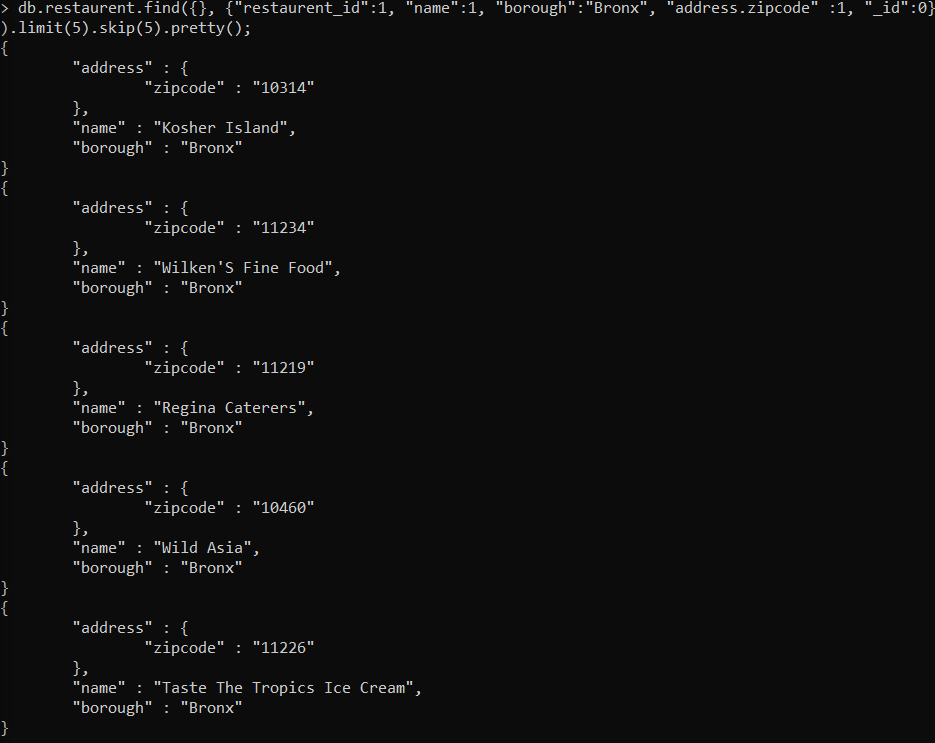 > db.restaurent.find({}, {"restaurent_id":1, "name":1, "borough":"Bronx", "address.zipcode" :1, "_id":0}
).limit(5).skip(5).pretty();
{
        "address" : {
                "zipcode" : "10314"
        },
        "name" : "Kosher Island",
        "borough" : "Bronx"
}
{
        "address" : {
                "zipcode" : "11234"
        },
        "name" : "Wilken'S Fine Food",
        "borough" : "Bronx"
}
{
        "address" : {
                "zipcode" : "11219"
        },
        "name" : "Regina Caterers",
        "borough" : "Bronx"
}
{
        "address" : {
                "zipcode" : "10460"
        },
        "name" : "Wild Asia",
        "borough" : "Bronx"
}
{
        "address" : {
                "zipcode" : "11226"
        },
        "name" : "Taste The Tropics Ice Cream",
        "borough" : "Bronx"
}